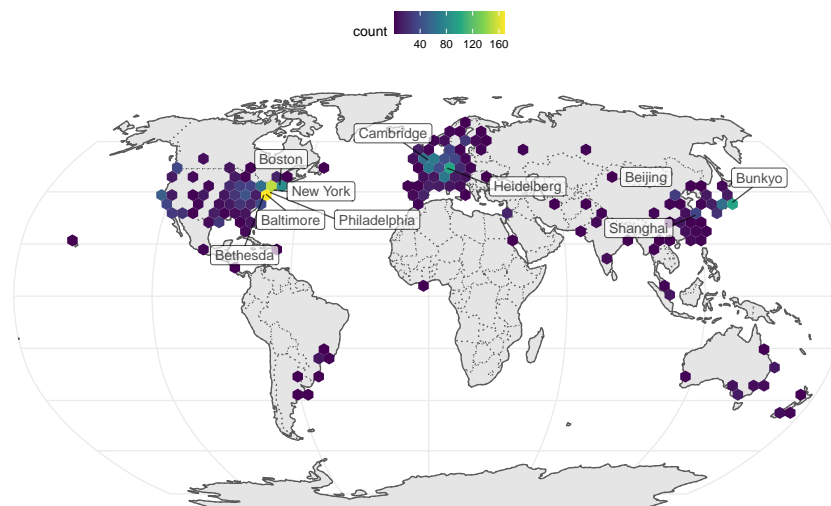 count
40 80 120 160
Cambridge
Boston
Beijing
Bunkyo
Heidelberg
New York
Baltimore
Philadelphia
Shanghai
Bethesda